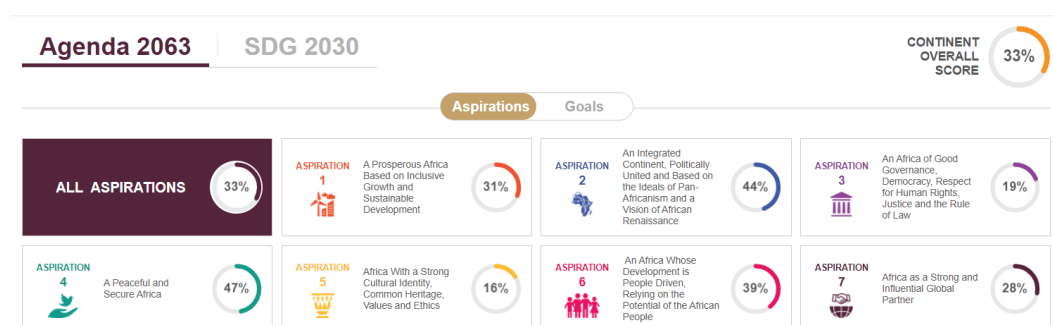 Agenda 2063
SDG 2030
CONTINENT
OVERALL
SCORE
33%
Aspirations
Goals
ALL ASPIRATIONS
33%
ASPIRATION
1
A Prosperous Africa
Based on Inclusive
Growth and
Sustainable
Development
31%
ASPIRATION
2
An Integrated
Continent, Politically
United and Based on
the Ideals of Pan-
Africanism and a
Vision of African
Renaissance
44%
ASPIRATION
3
An Africa of Good
Governance,
Democracy, Respect
for Human Rights,
Justice and the Rule
of Law
19%
ASPIRATION
4
A Peaceful and
Secure Africa
47%
ASPIRATION
5
Africa With a Strong
Cultural Identity,
Common Heritage,
Values and Ethics
16%
ASPIRATION
6
An Africa Whose
Development is
People Driven,
Relying on the
Potential of the African
People
39%
ASPIRATION
7
Africa as a Strong and
Influential Global
Partner
28%